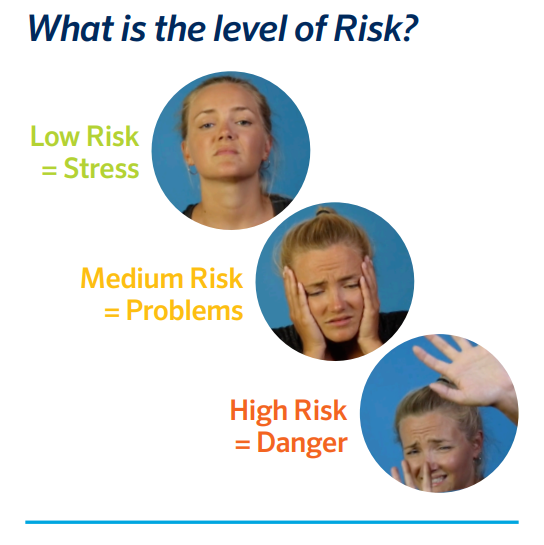 What is the level of Risk?
Low Risk
= Stress
Medium Risk
= Problems
High Risk
= Danger